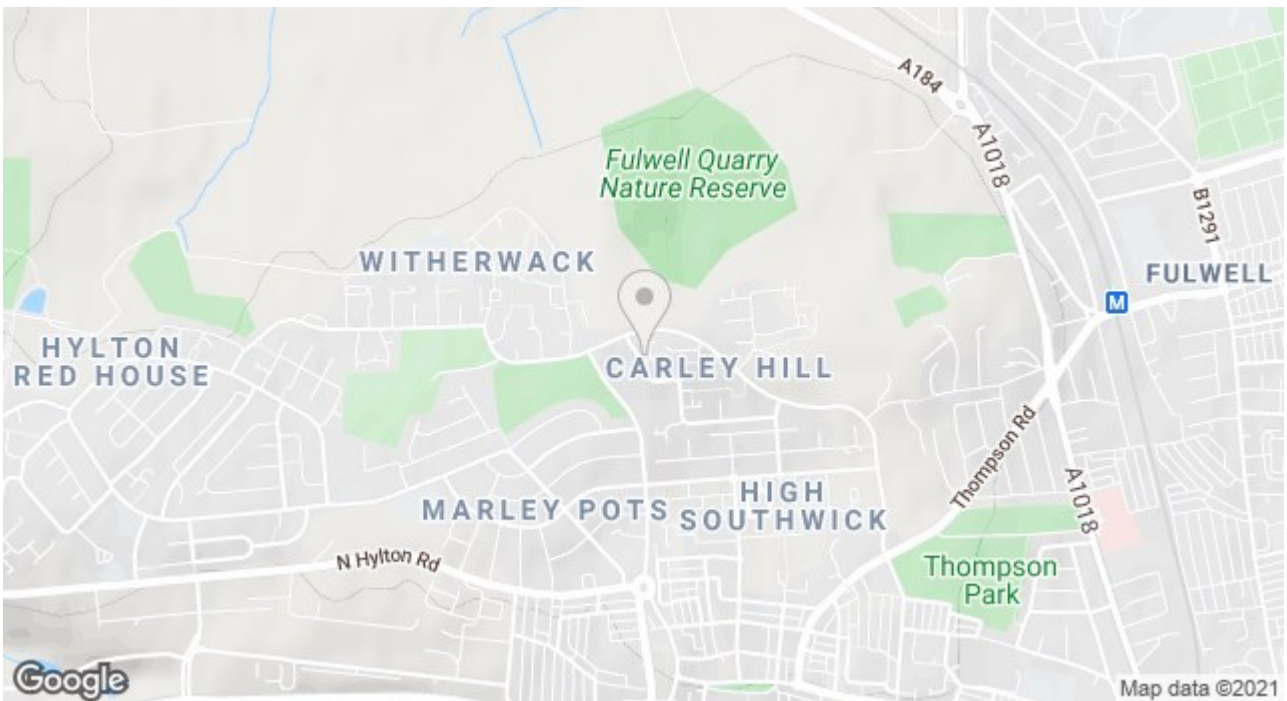 A184
A1018
Fulwell Quarry
Nature Reserve
B1291
WITHERWACK
FULWELL
M
HYLTON
RED HOUSE
CARLEY HILL
Thompson Rd
A1018
MARLEY POTS
HIGH
SOUTHWICK
N Hylton Rd
Thompson
Park
Google
Map data ©2021